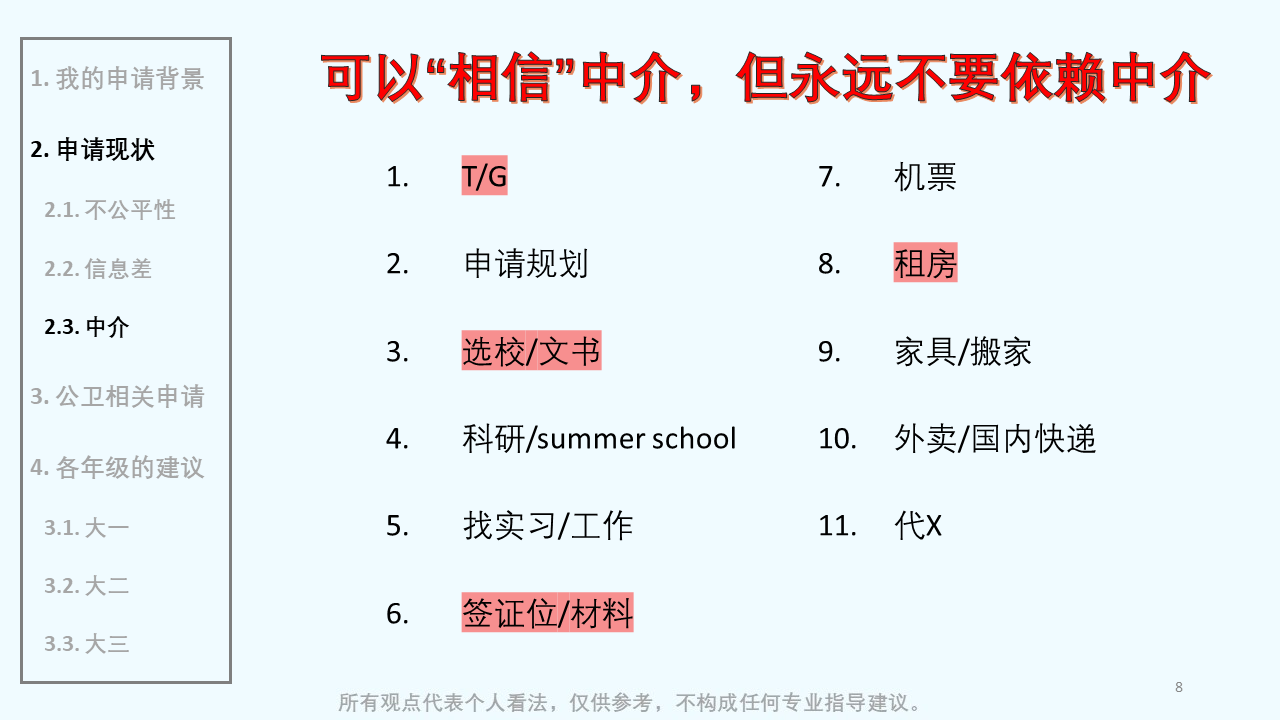 1. 我的申请背景
2. 申请现状
2.1. 不公平性
2.2. 信息差
2.3. 中介
3. 公卫相关申请
4. 各年级的建议
3.1. 大一
3.2. 大二
3.3. 大三
可以“相信”中介，但永远不要依赖中介
1. T/G
2. 申请规划
3. 选校/文书
4. 科研/summer school
5. 找实习/工作
6. 签证位/材料
7. 机票
8. 租房
9. 家具/搬家
10. 外卖/国内快递
11. 代X
所有观点代表个人看法，仅供参考，不构成任何专业指导建议。
8